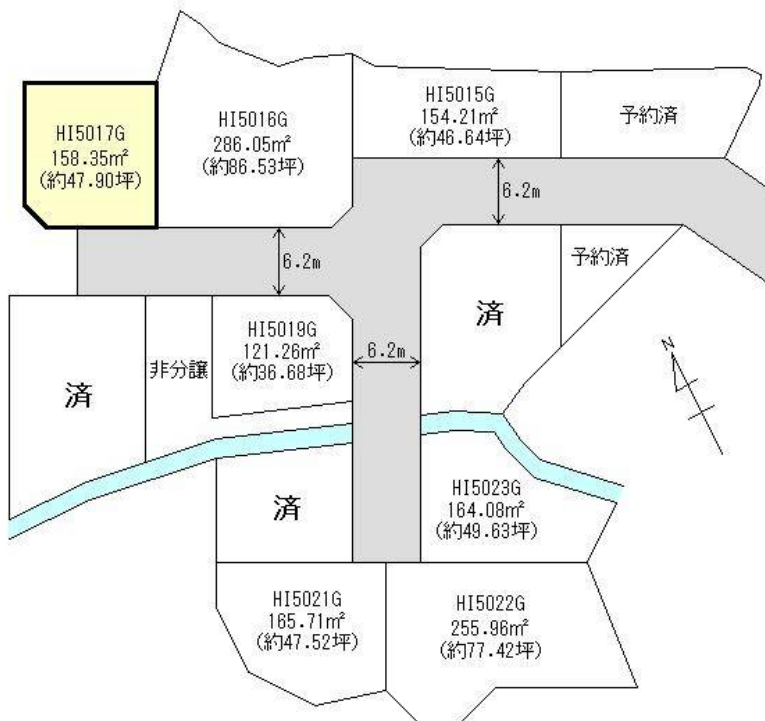 HI5017G
158.35m²
(約47.90坪)
HI5016G
286.05m²
(約86.53坪)
HI5015G
154.21m²
(約46.64坪)
予約済
6.2m
6.2m
予約済
済
HI5019G
121.26m²
(約36.68坪)
6.2m
非分譲
済
N
済
HI5023G
164.08m²
(約49.63坪)
HI5021G
165.71m²
(約47.52坪)
HI5022G
255.96m²
(約77.42坪)